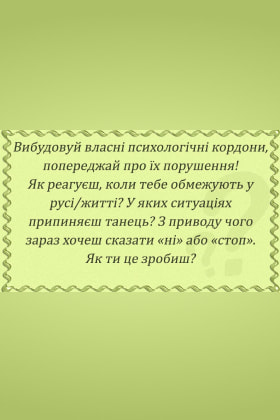 Вибудовуй власні психологічні кордони,
попереджай про їх порушення!
Як реагуєш, коли тебе обмежують у
русі/житті? У яких ситуаціях
припиняєш танець? З приводу чого
зараз хочеш сказати «ні» або «стоп».
Як ти це зробиш?